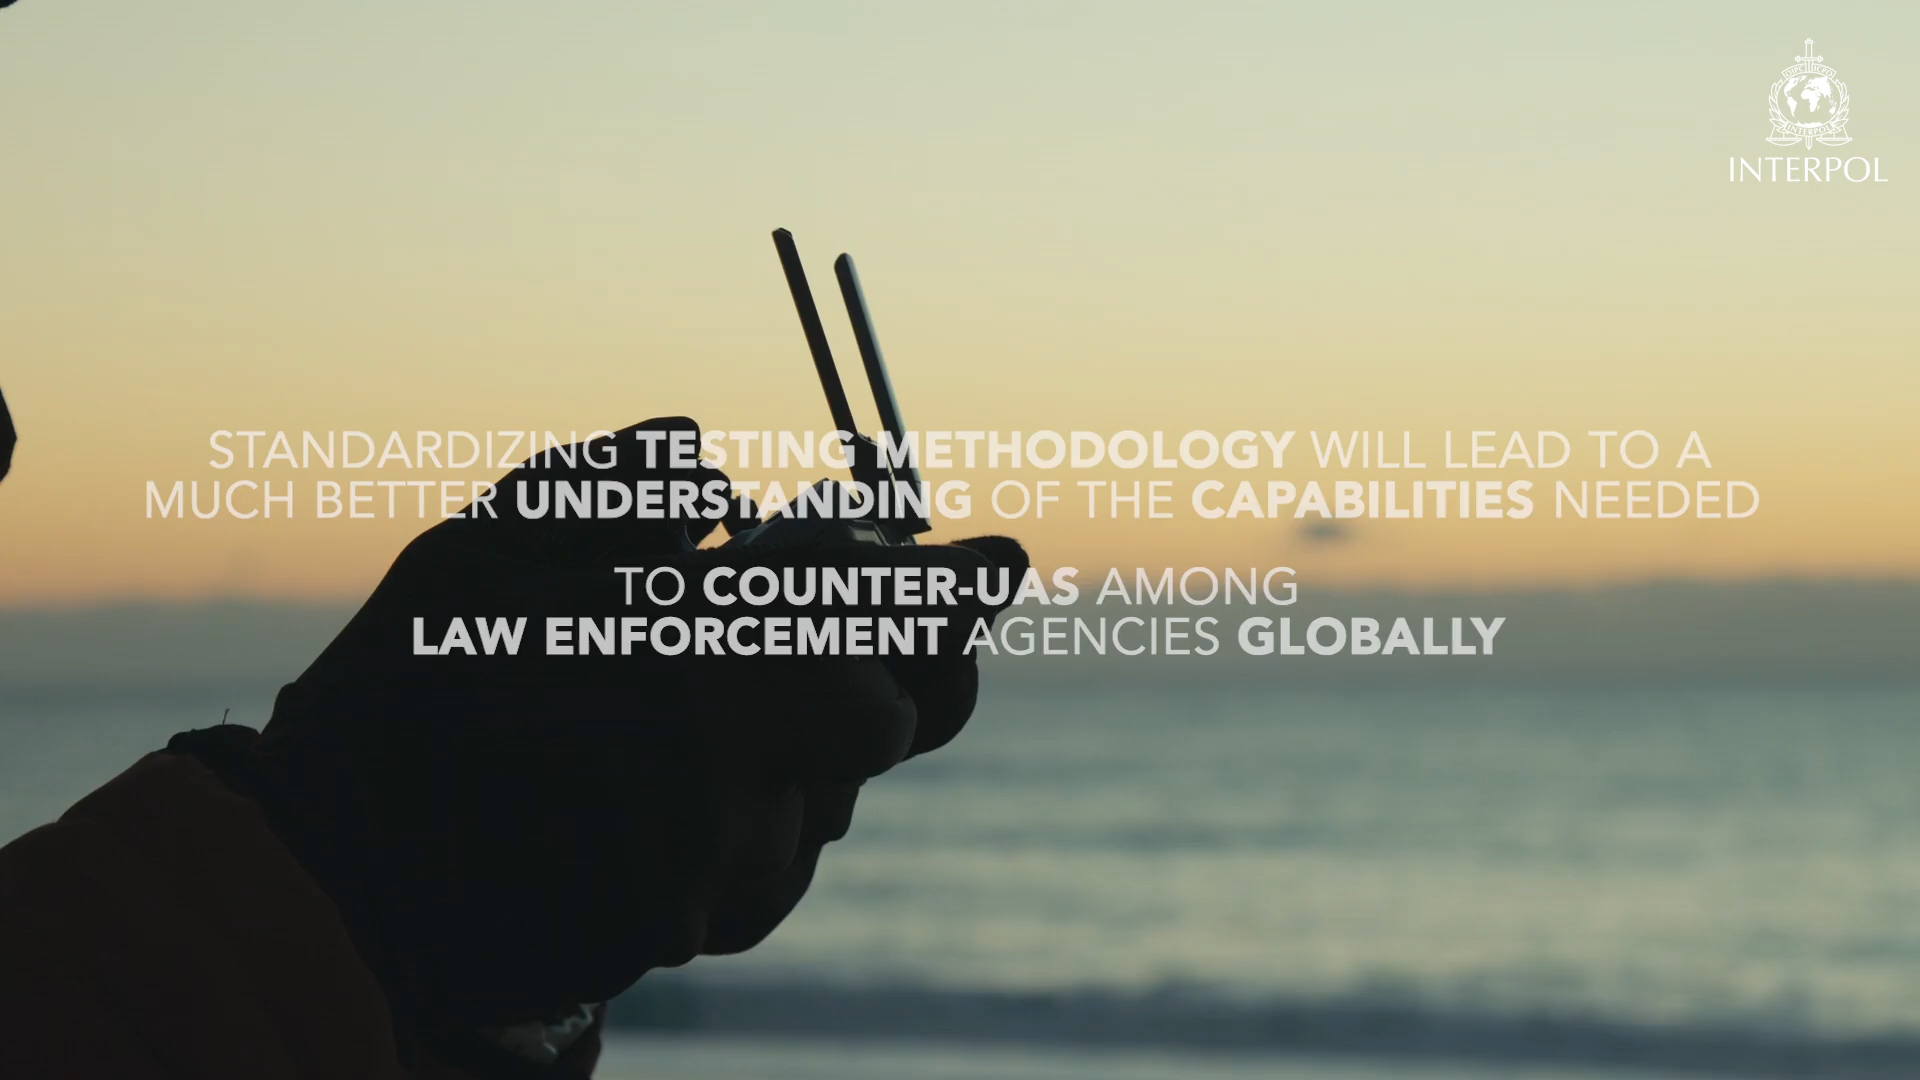 INTERPOL
INTERPOL
STANDARDIZING TESTING METHODOLOGY WILL LEAD TO A
MUCH BETTER UNDERSTANDING OF THE CAPABILITIES NEEDED
TO COUNTER-UAS AMONG
LAW ENFORCEMENT AGENCIES GLOBALLY